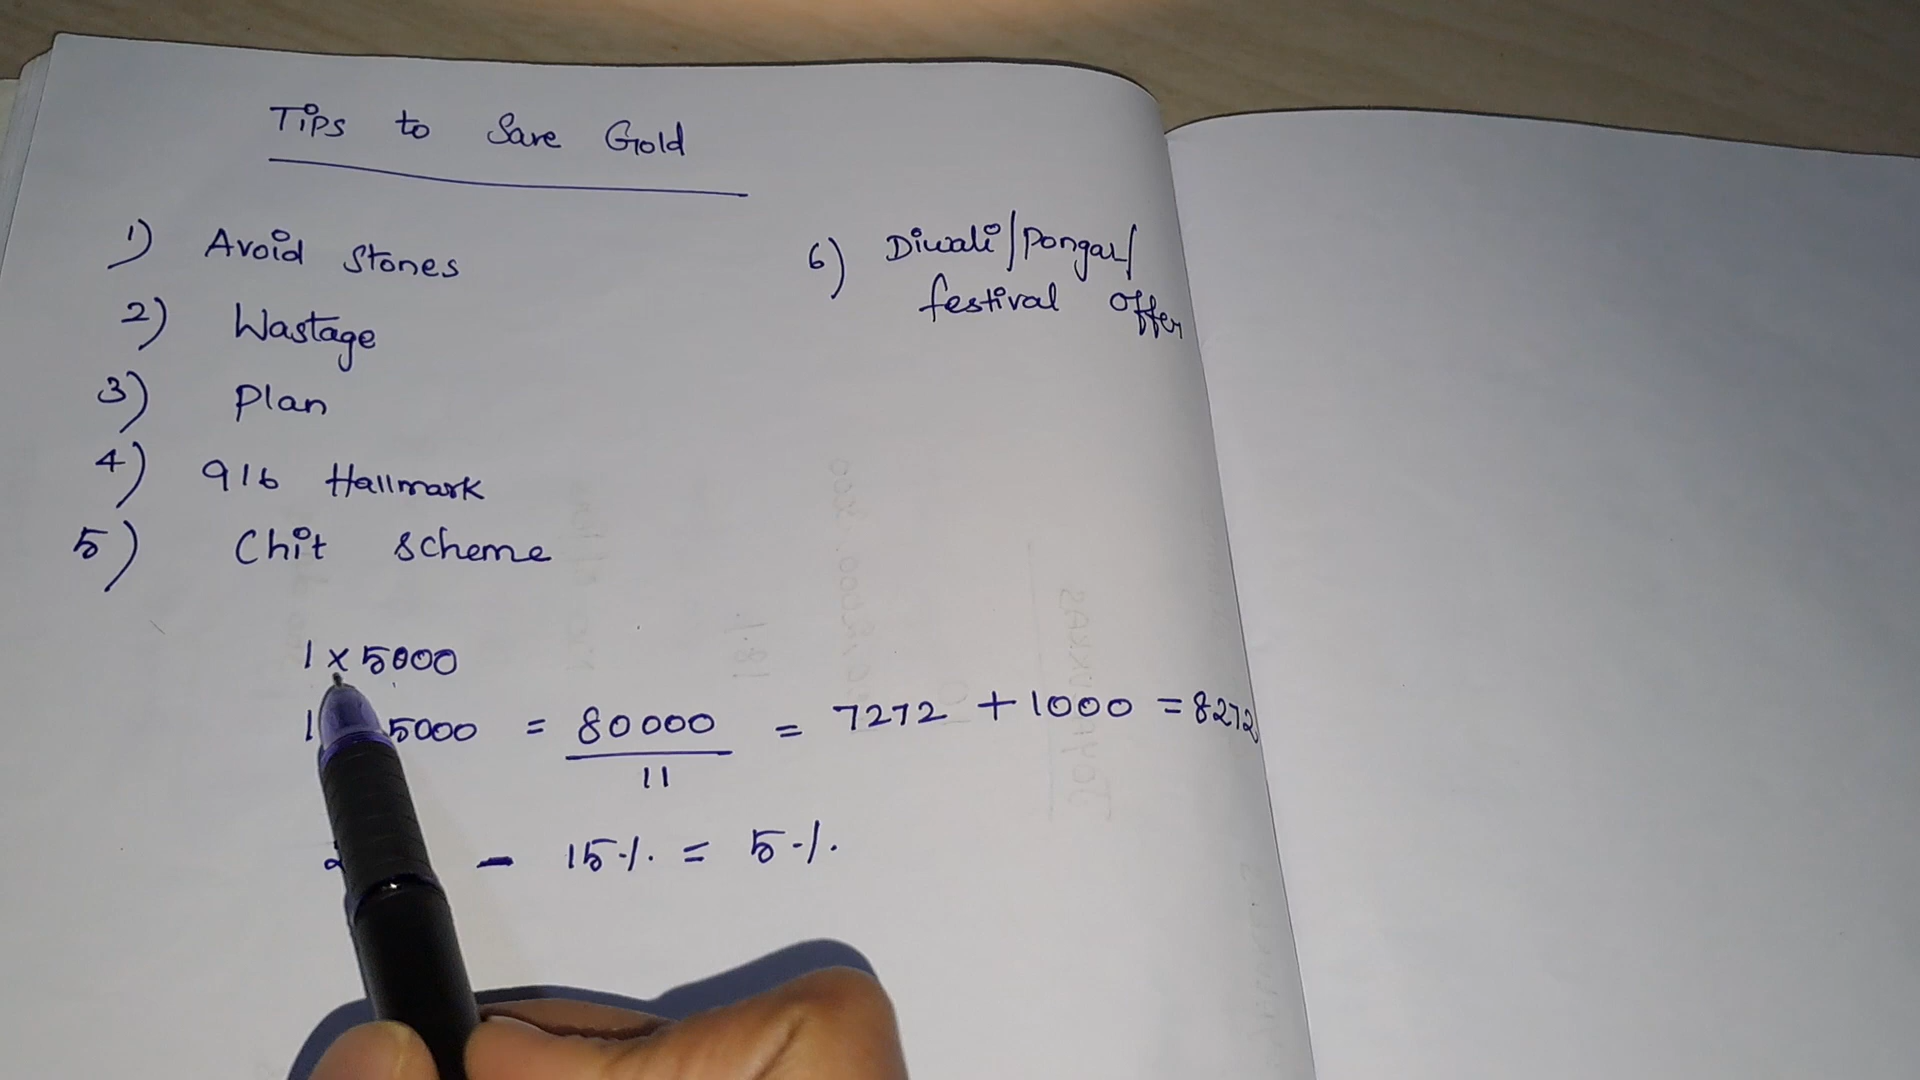 Tips to Save Gold
1) Avoid Stones
2) Wastage
3) Plan
4) 916 Hallmark
5) Chit Scheme
6) Diwali/Pongal/
festival offer
1 x 5000
5000 = 80000 / 11 = 7272 + 1000 = 8272
- 15% = 5%